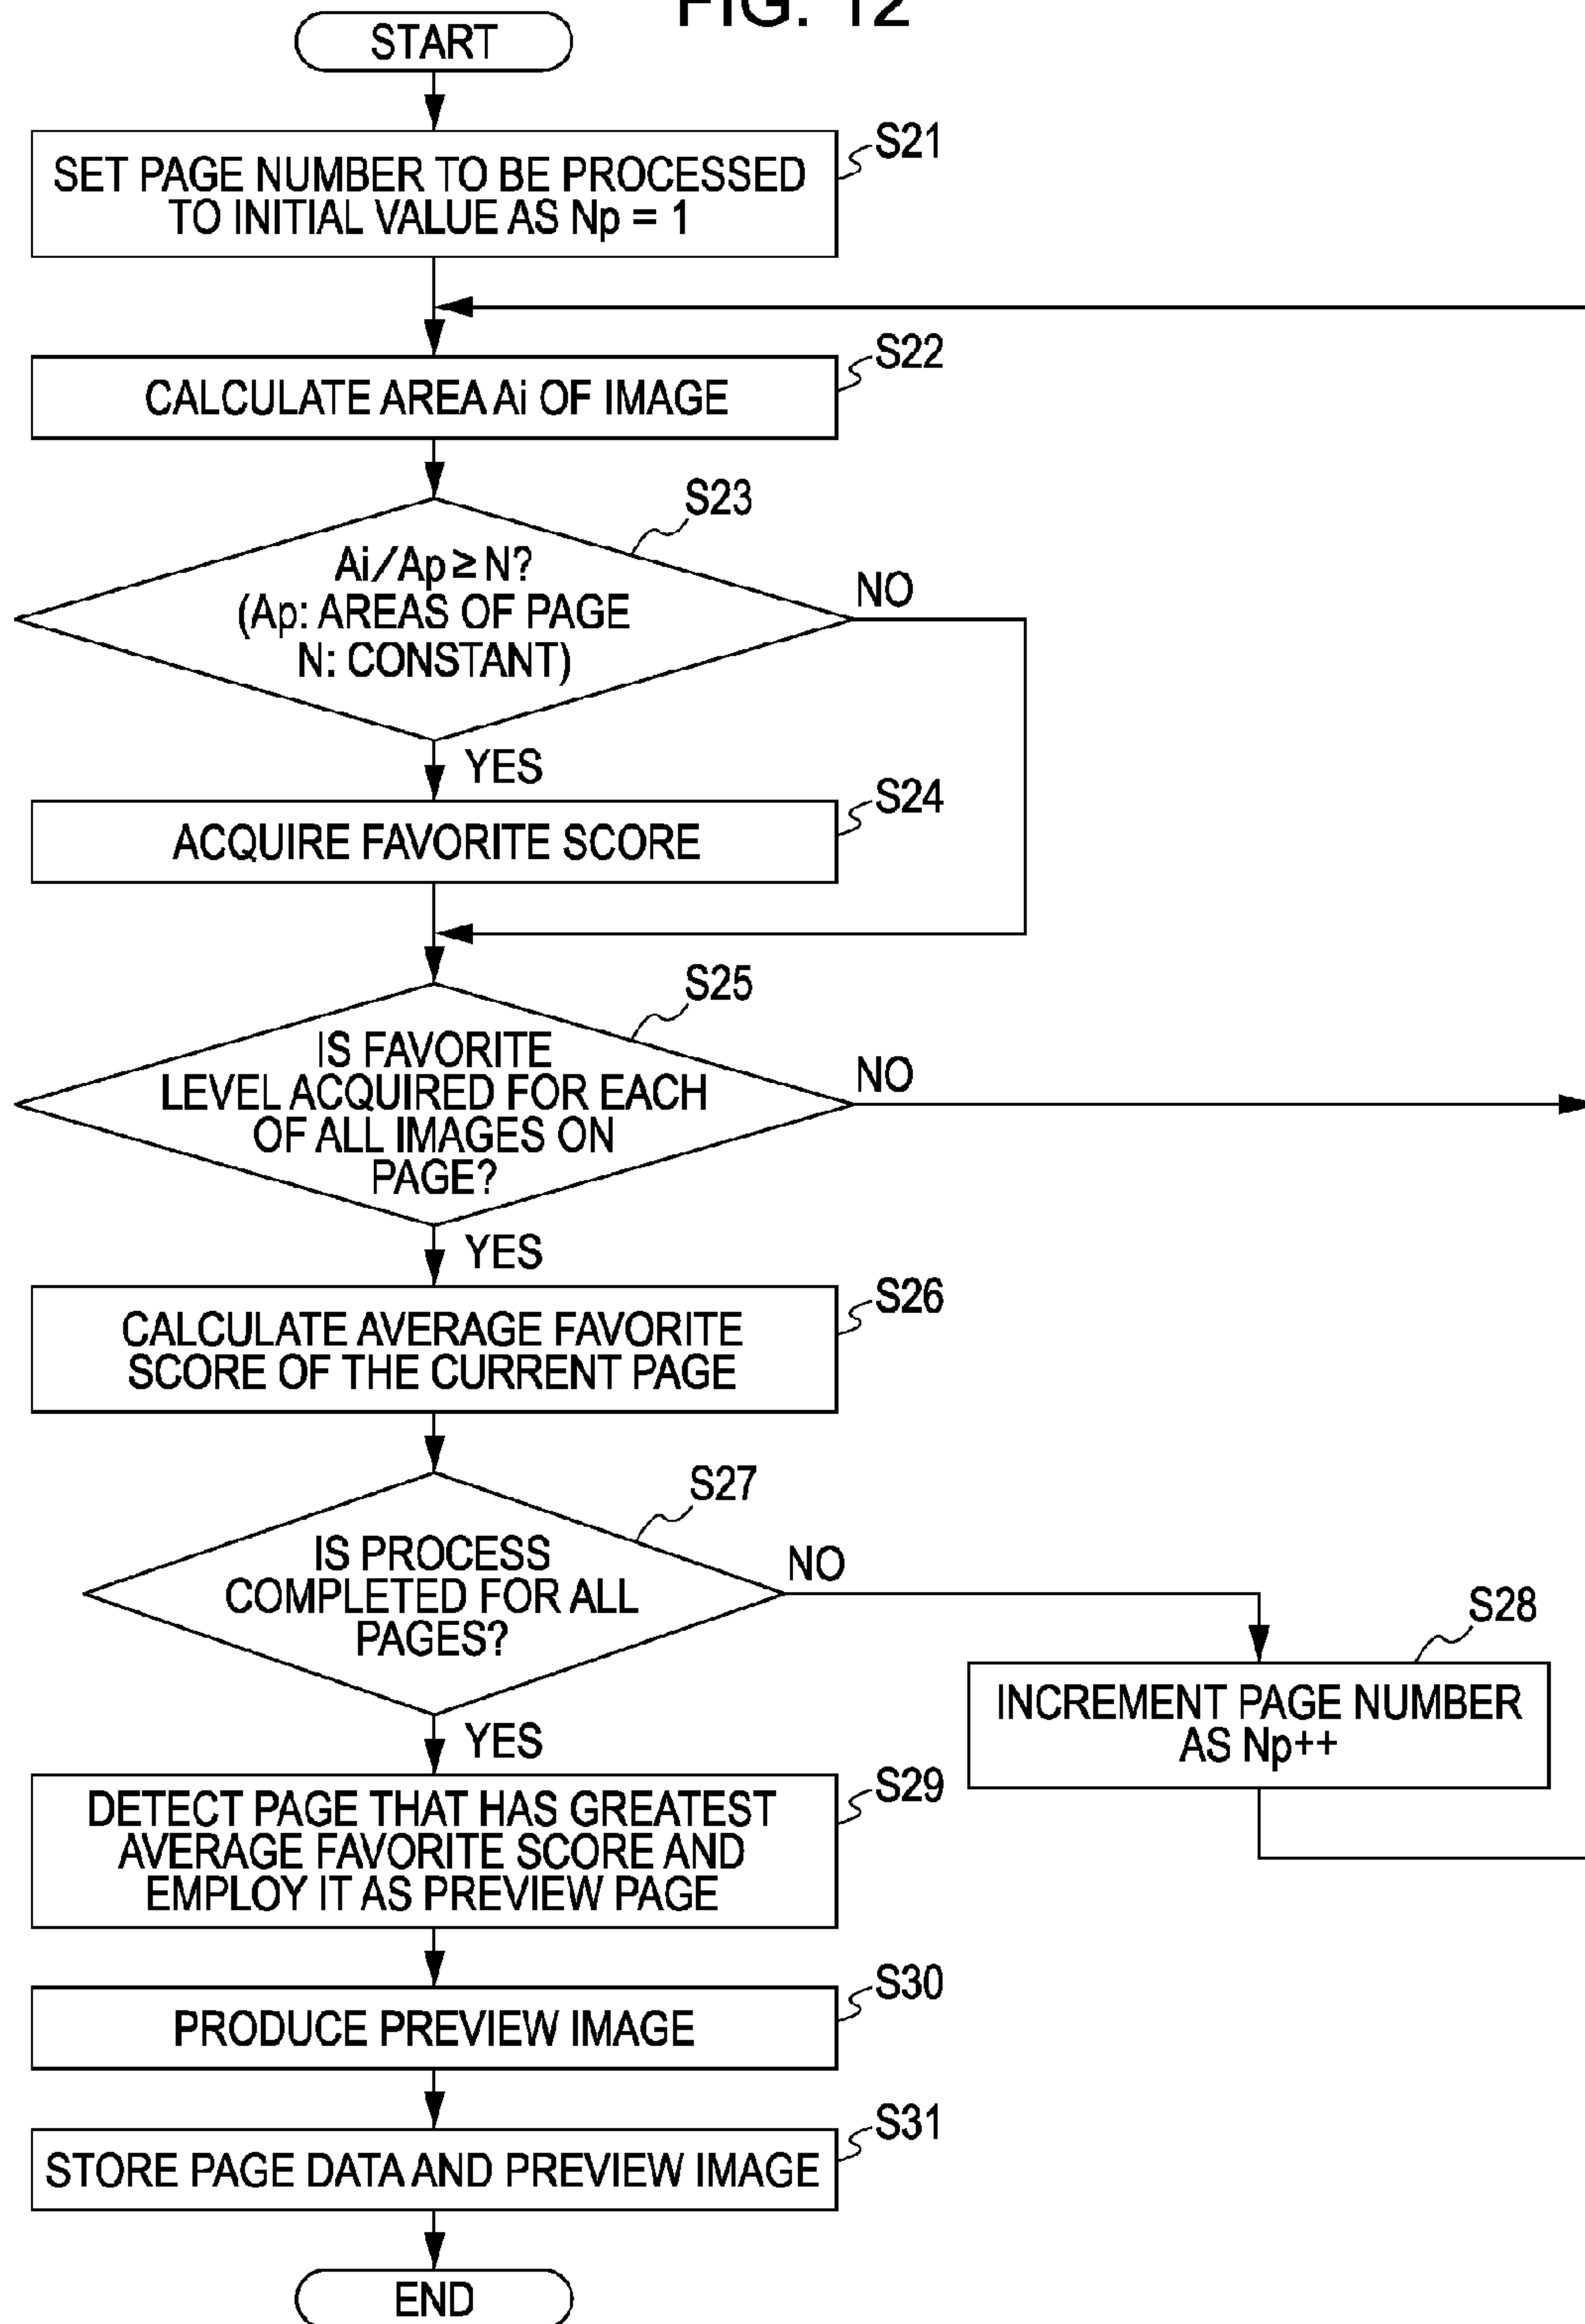 FIG. 12
START
S21
SET PAGE NUMBER TO BE PROCESSED
TO INITIAL VALUE AS Np = 1
S22
CALCULATE AREA Ai OF IMAGE
S23
Ai/Ap ≥ N?
(Ap: AREAS OF PAGE
N: CONSTANT)
NO
YES
S24
ACQUIRE FAVORITE SCORE
S25
IS FAVORITE
LEVEL ACQUIRED FOR EACH
OF ALL IMAGES ON
PAGE?
NO
YES
S26
CALCULATE AVERAGE FAVORITE
SCORE OF THE CURRENT PAGE
S27
IS PROCESS
COMPLETED FOR ALL
PAGES?
NO
S28
INCREMENT PAGE NUMBER
AS Np++
YES
S29
DETECT PAGE THAT HAS GREATEST
AVERAGE FAVORITE SCORE AND
EMPLOY IT AS PREVIEW PAGE
S30
PRODUCE PREVIEW IMAGE
S31
STORE PAGE DATA AND PREVIEW IMAGE
END